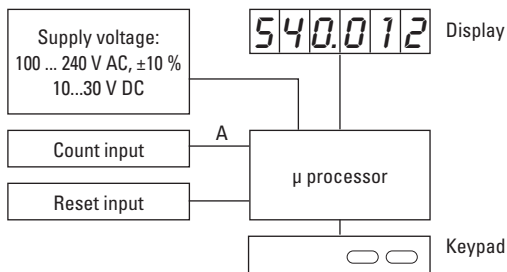 Supply voltage:
100 ... 240 V AC, ±10 %
10...30 V DC
540.012
Display
Count input
A
Reset input
µ processor
Keypad